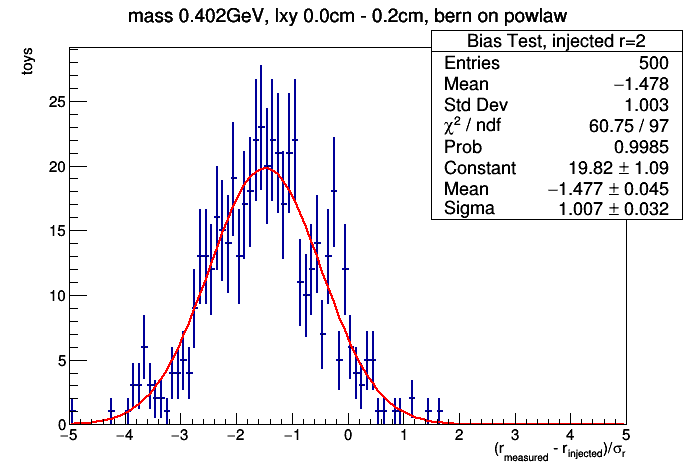 mass 0.402GeV, lxy 0.0cm - 0.2cm, bern on powlaw
Bias Test, injected r=2
Entries 500
Mean −1.478
Std Dev 1.003
χ² / ndf 60.75 / 97
Prob 0.9985
Constant 19.82 ± 1.09
Mean −1.477 ± 0.045
Sigma 1.007 ± 0.032
toys
25
20
15
10
5
0
−5 −4 −3 −2 −1 0 1 2 3 4 5
(r_measured - r_injected)/σ_r